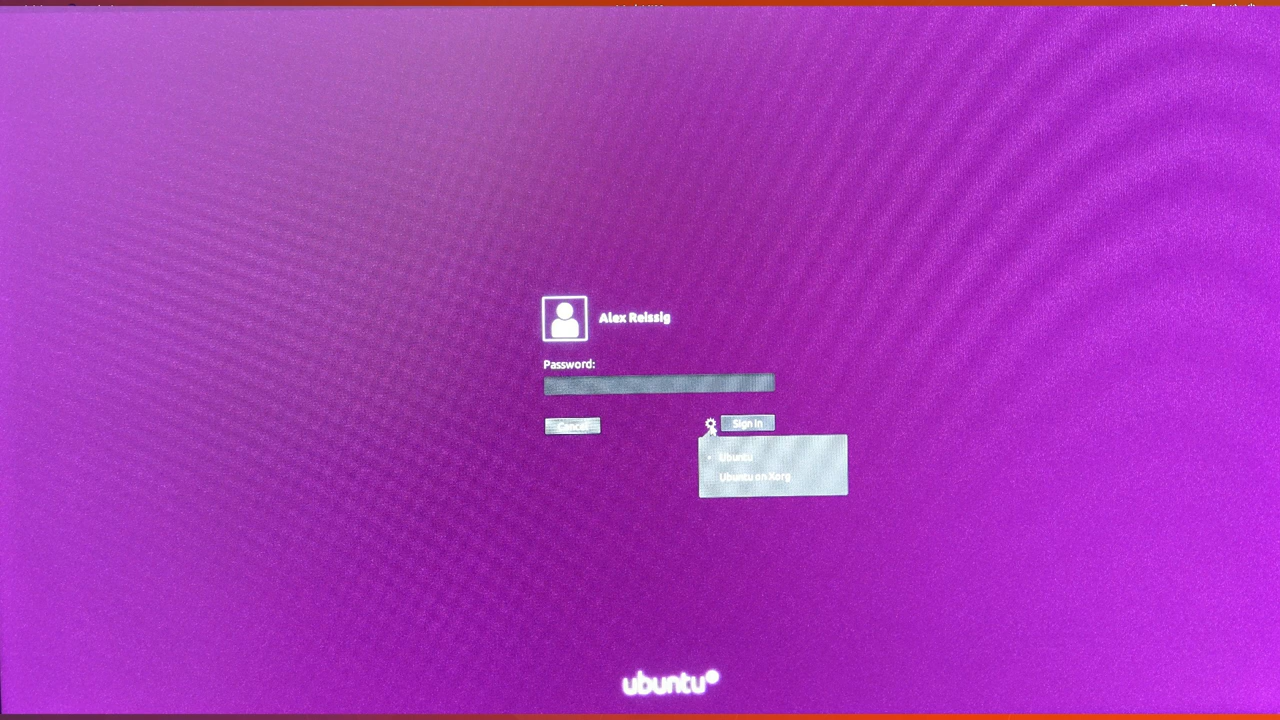 Alex Reissig
Password:
Cancel
Sign In
Ubuntu
Ubuntu on Xorg
ubuntu